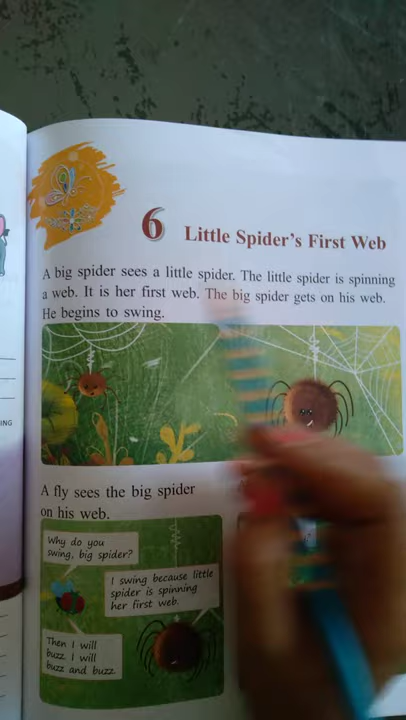 6
Little Spider's First Web
A big spider sees a little spider. The little spider is spinning
a web. It is her first web. The big spider gets on his web.
He begins to swing.
ING
A fly sees the big spider
on his web.
Why do you
swing, big spider?
I swing because little
spider is spinning
her first web.
Then I will
buzz. I will
buzz and buzz.